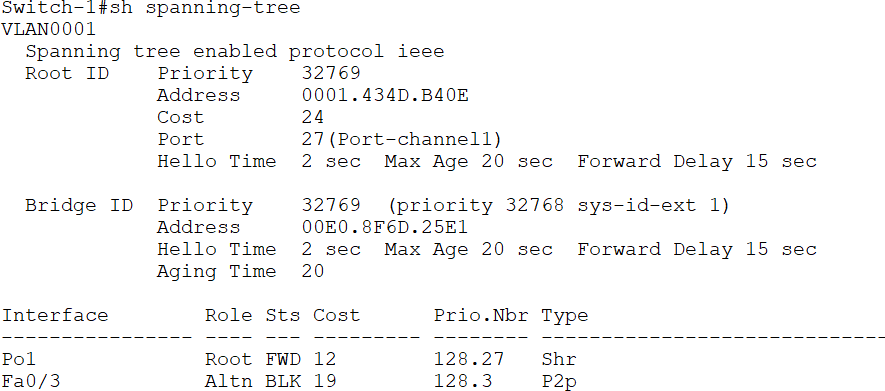 Switch-1#sh spanning-tree
VLAN0001
  Spanning tree enabled protocol ieee
  Root ID    Priority    32769
             Address     0001.434D.B40E
             Cost        24
             Port        27(Port-channel1)
             Hello Time  2 sec  Max Age 20 sec  Forward Delay 15 sec

  Bridge ID  Priority    32769  (priority 32768 sys-id-ext 1)
             Address     00E0.8F6D.25E1
             Hello Time  2 sec  Max Age 20 sec  Forward Delay 15 sec
             Aging Time  20

Interface        Role Sts Cost      Prio.Nbr Type
---------------- ---- --- --------- -------- --------------------------------
Po1              Root FWD 12        128.27   Shr
Fa0/3            Altn BLK 19        128.3    P2p